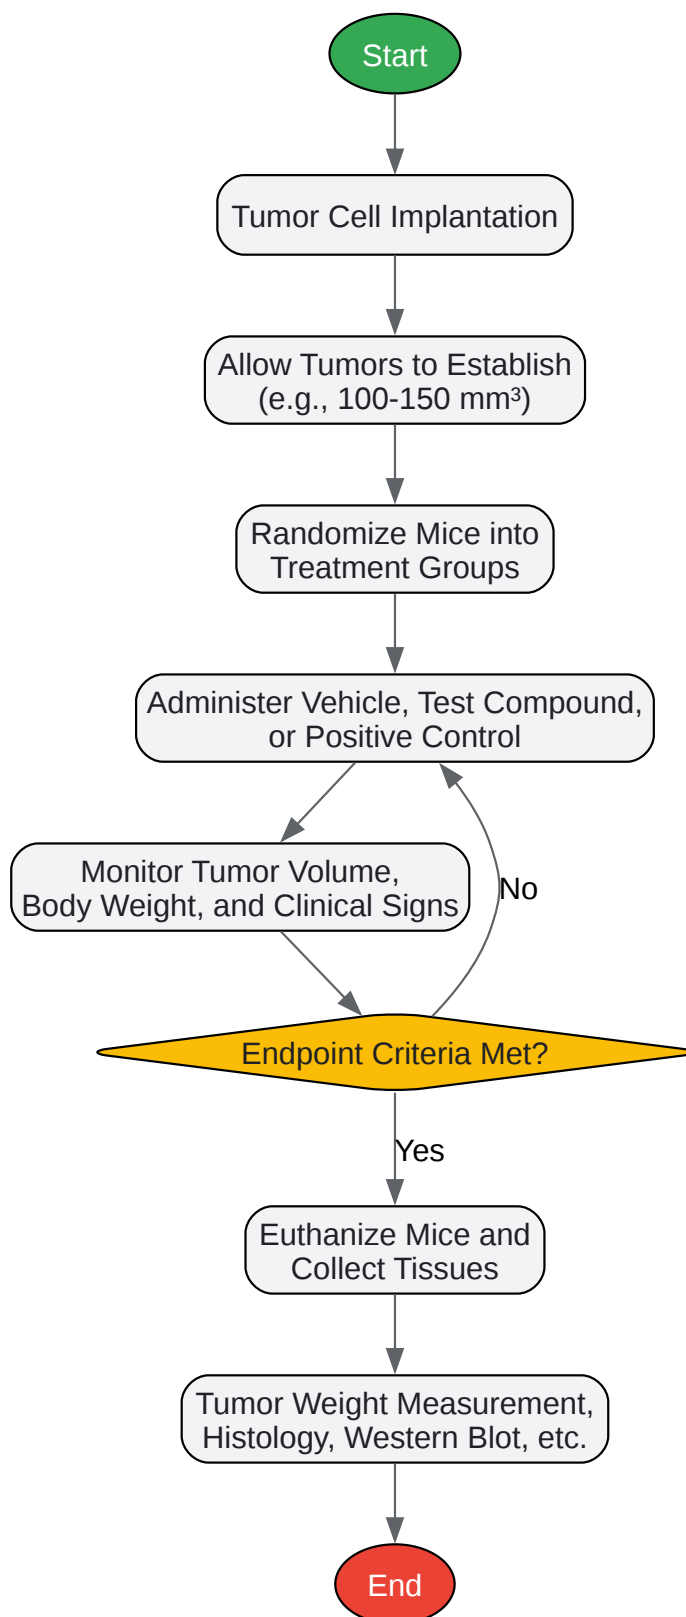 Start
Tumor Cell Implantation
Allow Tumors to Establish
(e.g., 100-150 mm³)
Randomize Mice into
Treatment Groups
Administer Vehicle, Test Compound,
or Positive Control
Monitor Tumor Volume,
Body Weight, and Clinical Signs
No
Endpoint Criteria Met?
Yes
Euthanize Mice and
Collect Tissues
Tumor Weight Measurement,
Histology, Western Blot, etc.
End